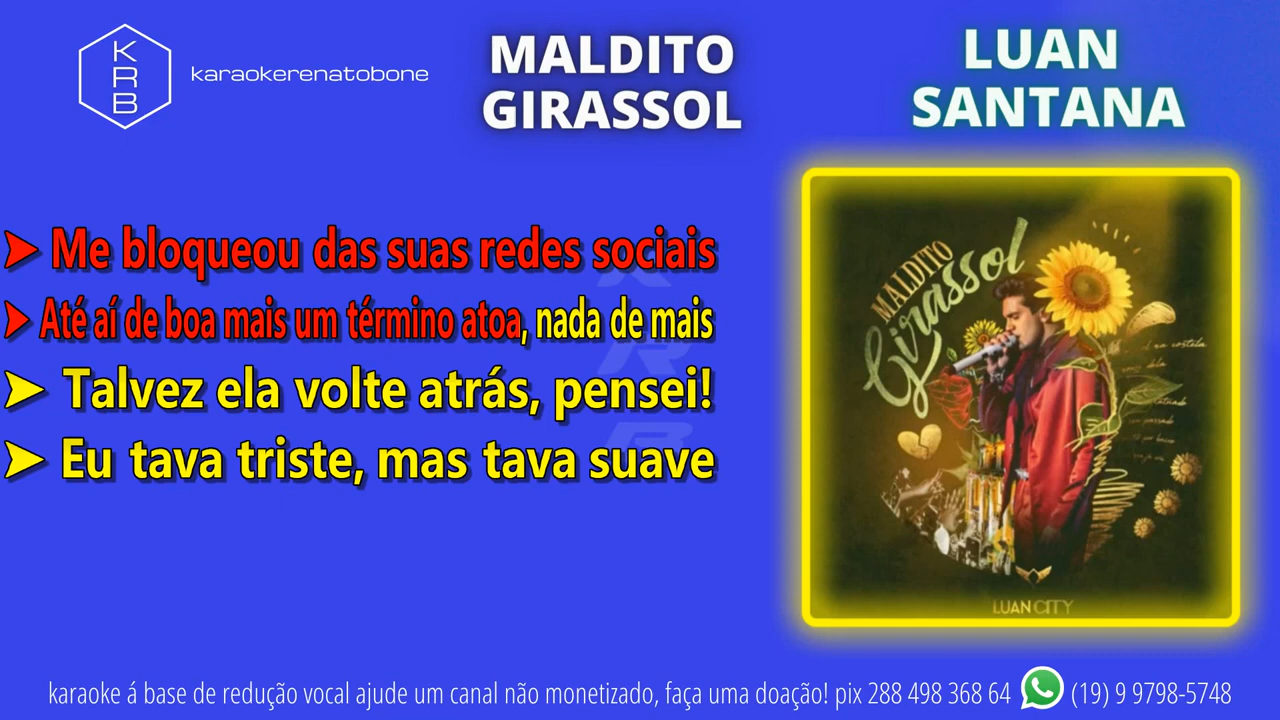 KRB
karaokerenatobone
MALDITO
GIRASSOL
LUAN
SANTANA
➤ Me bloqueou das suas redes sociais
➤ Até aí de boa mais um término atoa, nada de mais
➤ Talvez ela volte atrás, pensei!
➤ Eu tava triste, mas tava suave
MALDITO
Girassol
na costela
dela
LUAN CITY
karaoke á base de redução vocal ajude um canal não monetizado, faça uma doação! pix 288 498 368 64 (19) 9 9798-5748